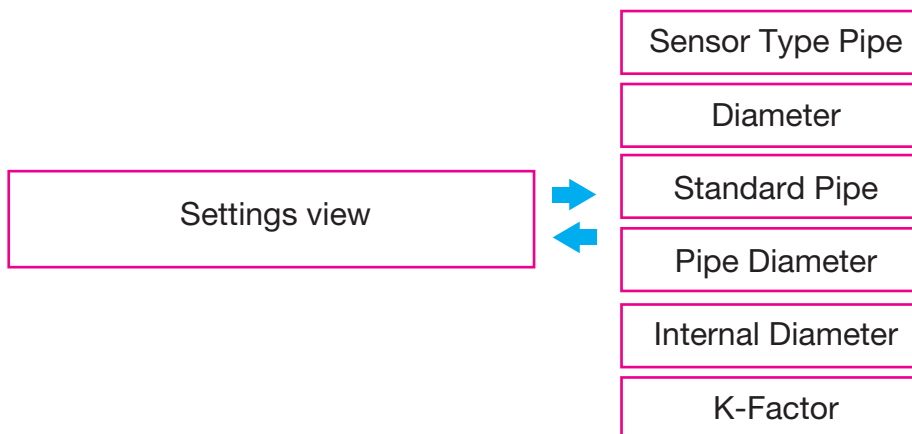 Sensor Type Pipe
Diameter
Settings view
Standard Pipe
Pipe Diameter
Internal Diameter
K-Factor